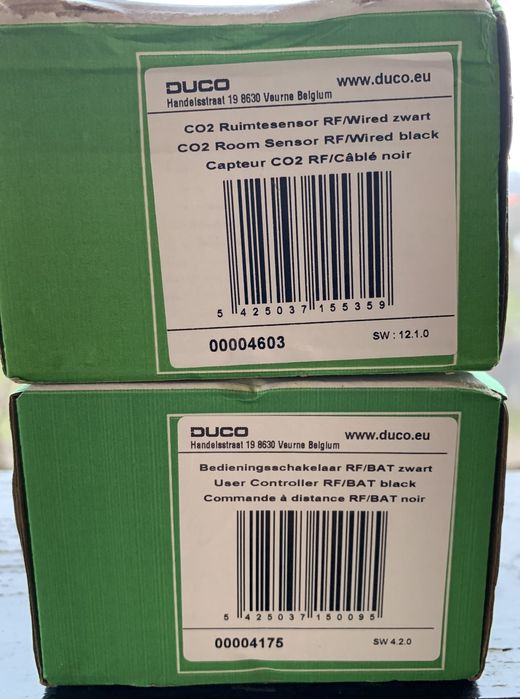 DUCO www.duco.eu
Handelsstraat 19 8630 Veurne Belgium
CO2 Ruimtesensor RF/Wired zwart
CO2 Room Sensor RF/Wired black
Capteur CO2 RF/Câblé noir
5 425037 155359
00004603 SW : 12.1.0
DUCO www.duco.eu
Handelsstraat 19 8630 Veurne Belgium
Bedieningsschakelaar RF/BAT zwart
User Controller RF/BAT black
Commande à distance RF/BAT noir
5 425037 150095
00004175 SW 4.2.0